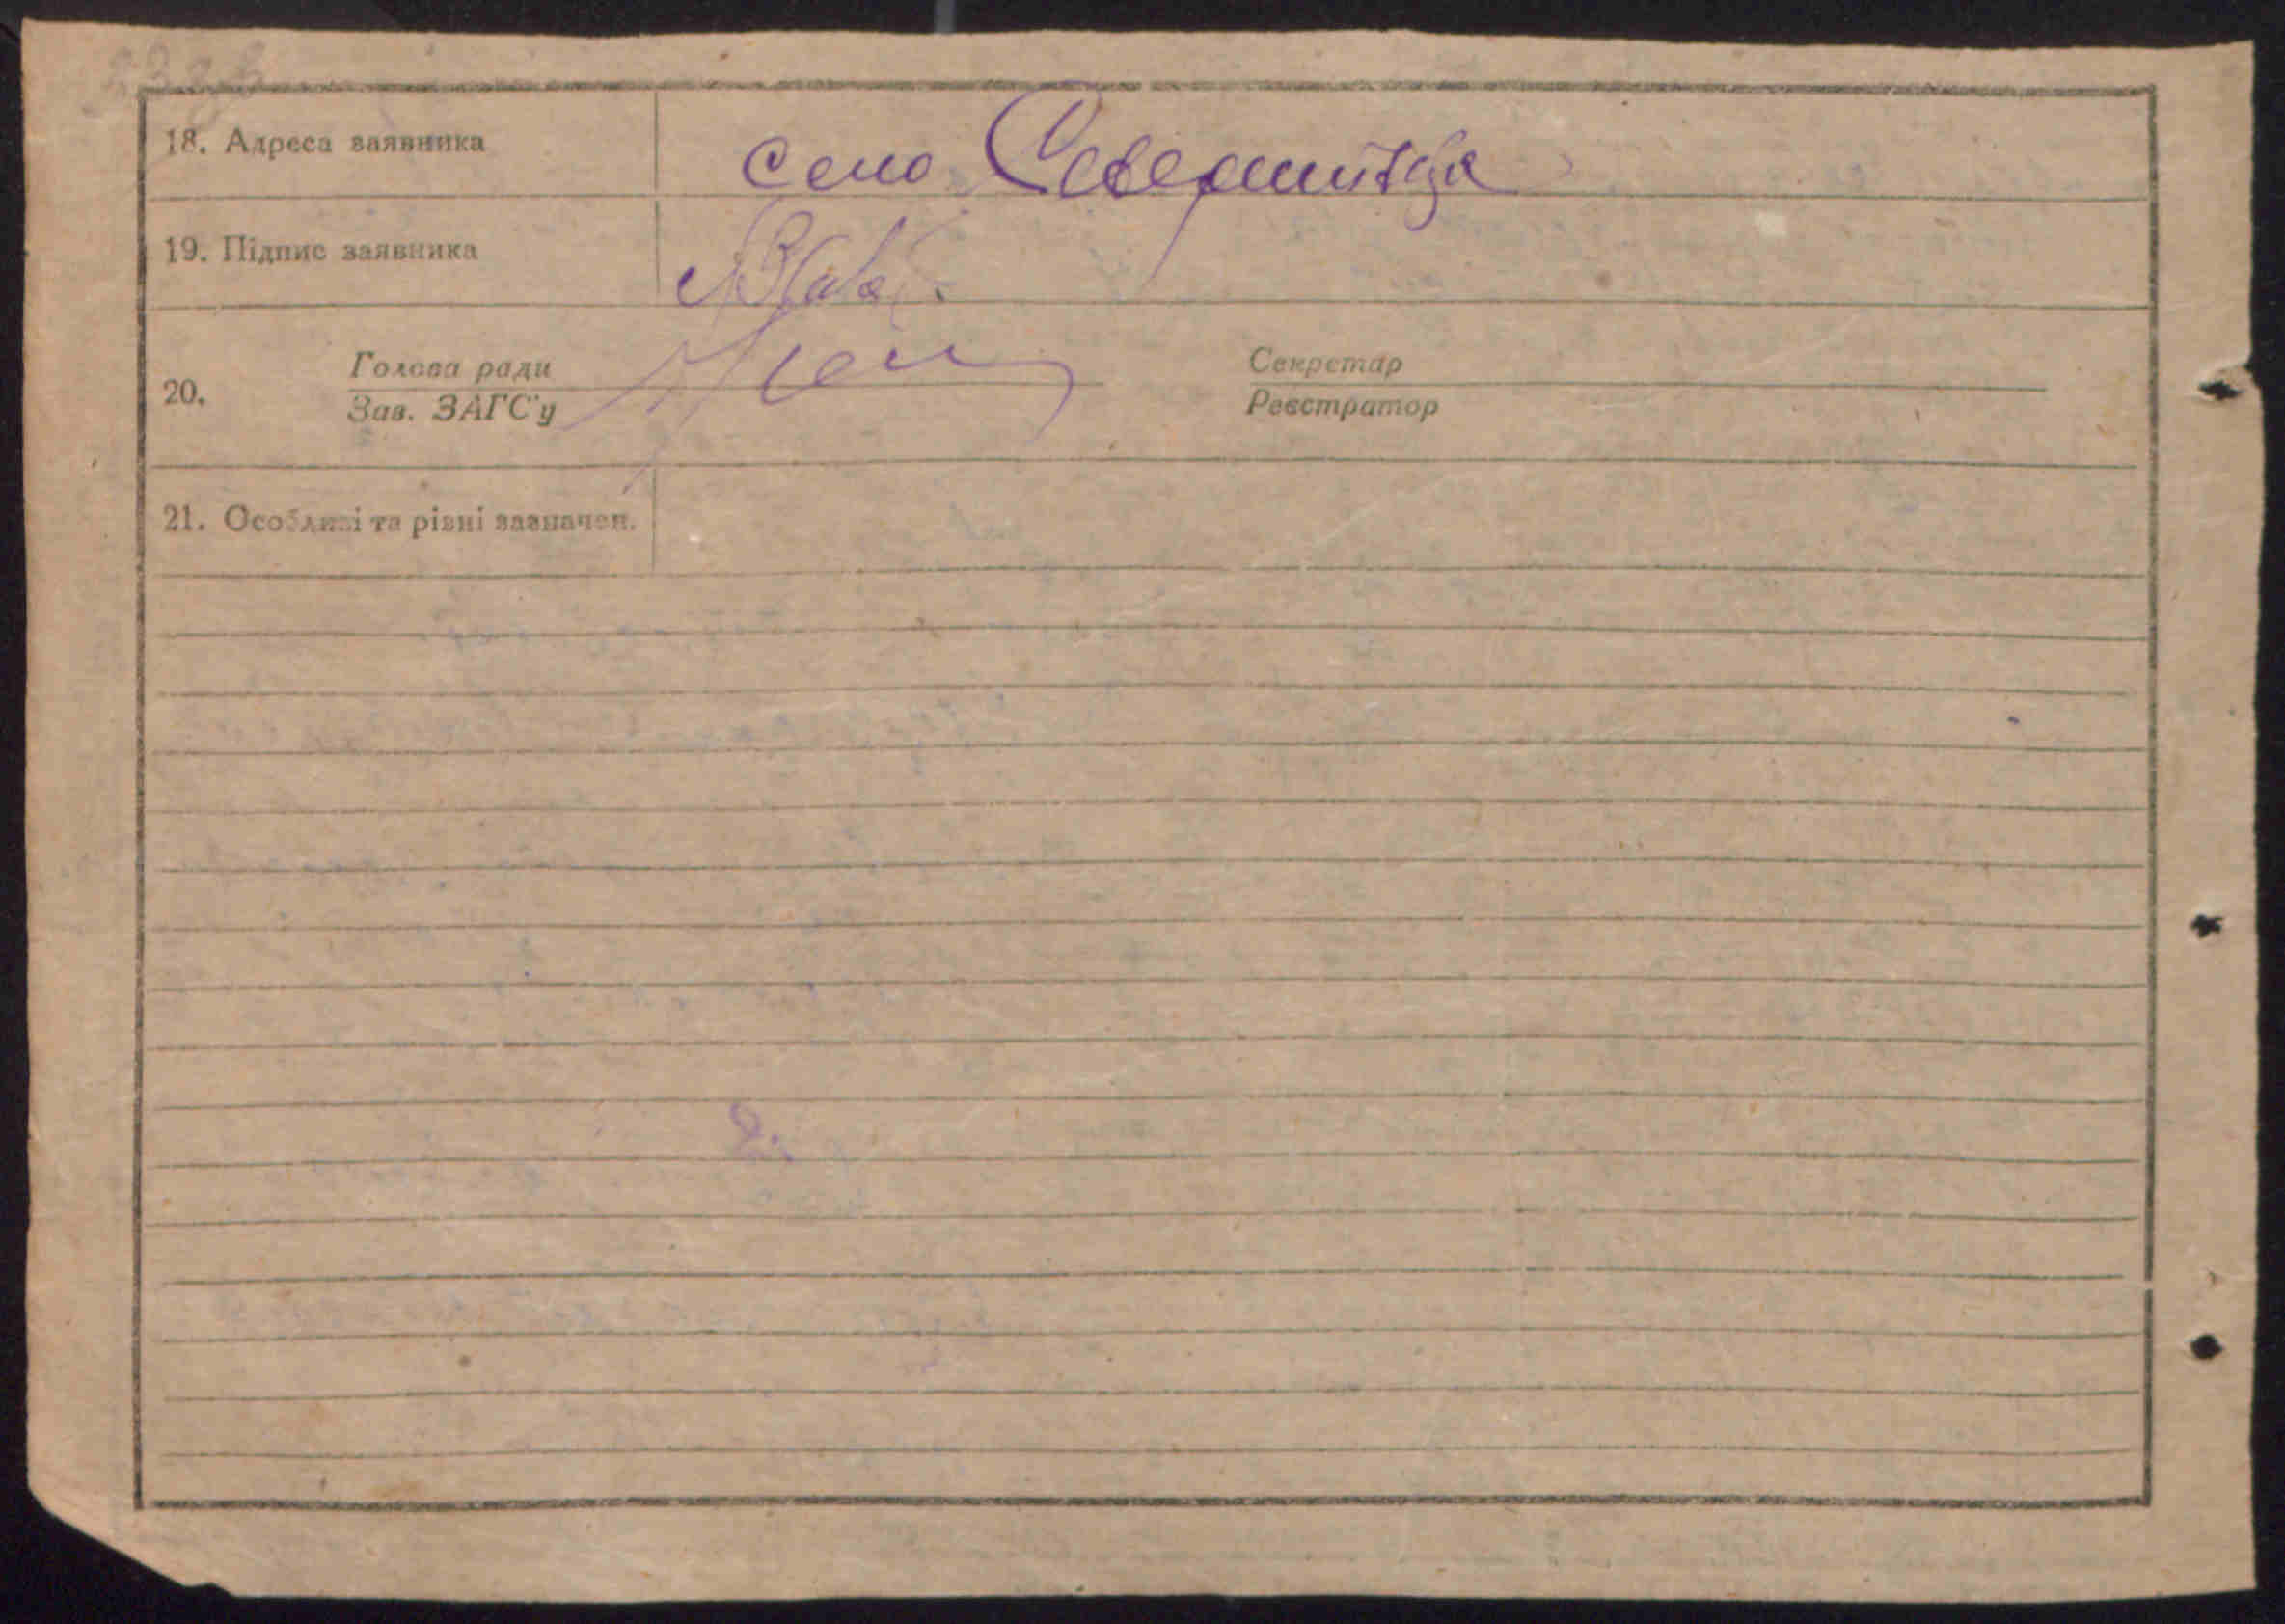 18. Адреса заявника село
19. Підпис заявника
20. Голова ради Секретар
Зав. ЗАГС'у Реєстратор
21. Особливі та різні зазначен.